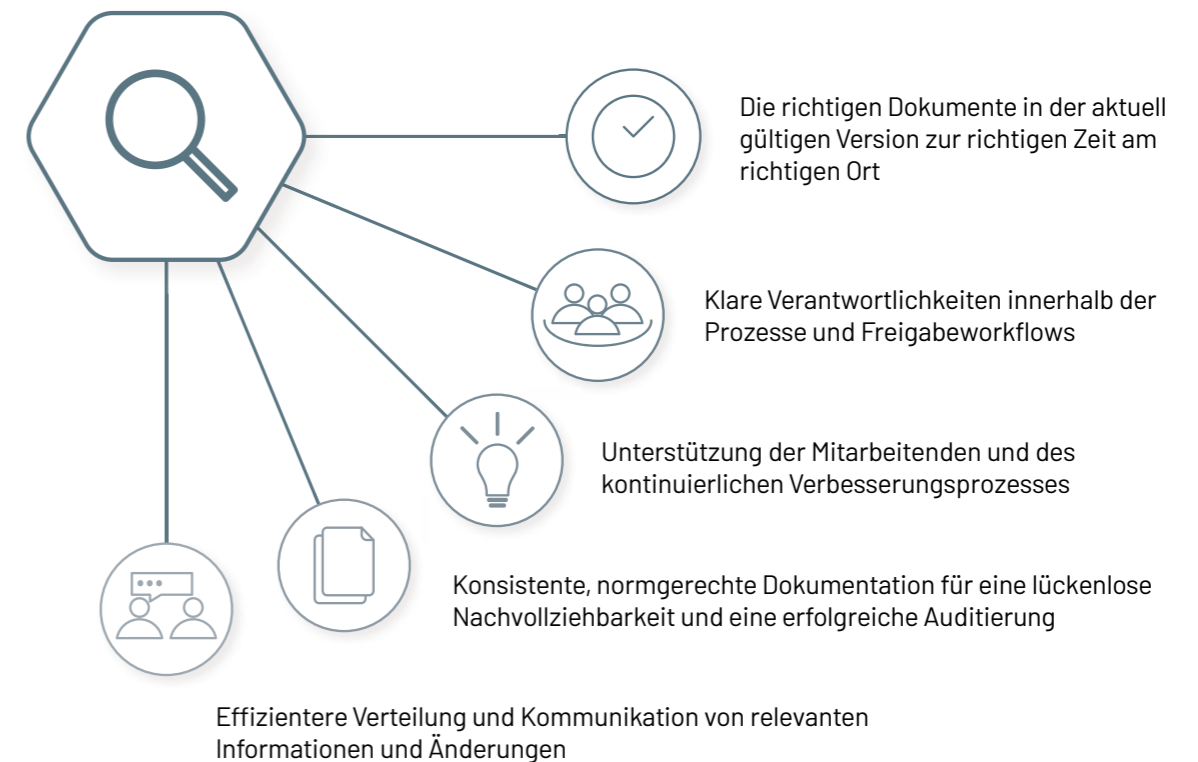 Die richtigen Dokumente in der aktuell
gültigen Version zur richtigen Zeit am
richtigen Ort
Klare Verantwortlichkeiten innerhalb der
Prozesse und Freigabeworkflows
Unterstützung der Mitarbeitenden und des
kontinuierlichen Verbesserungsprozesses
Konsistente, normgerechte Dokumentation für eine lückenlose
Nachvollziehbarkeit und eine erfolgreiche Auditierung
Effizientere Verteilung und Kommunikation von relevanten
Informationen und Änderungen